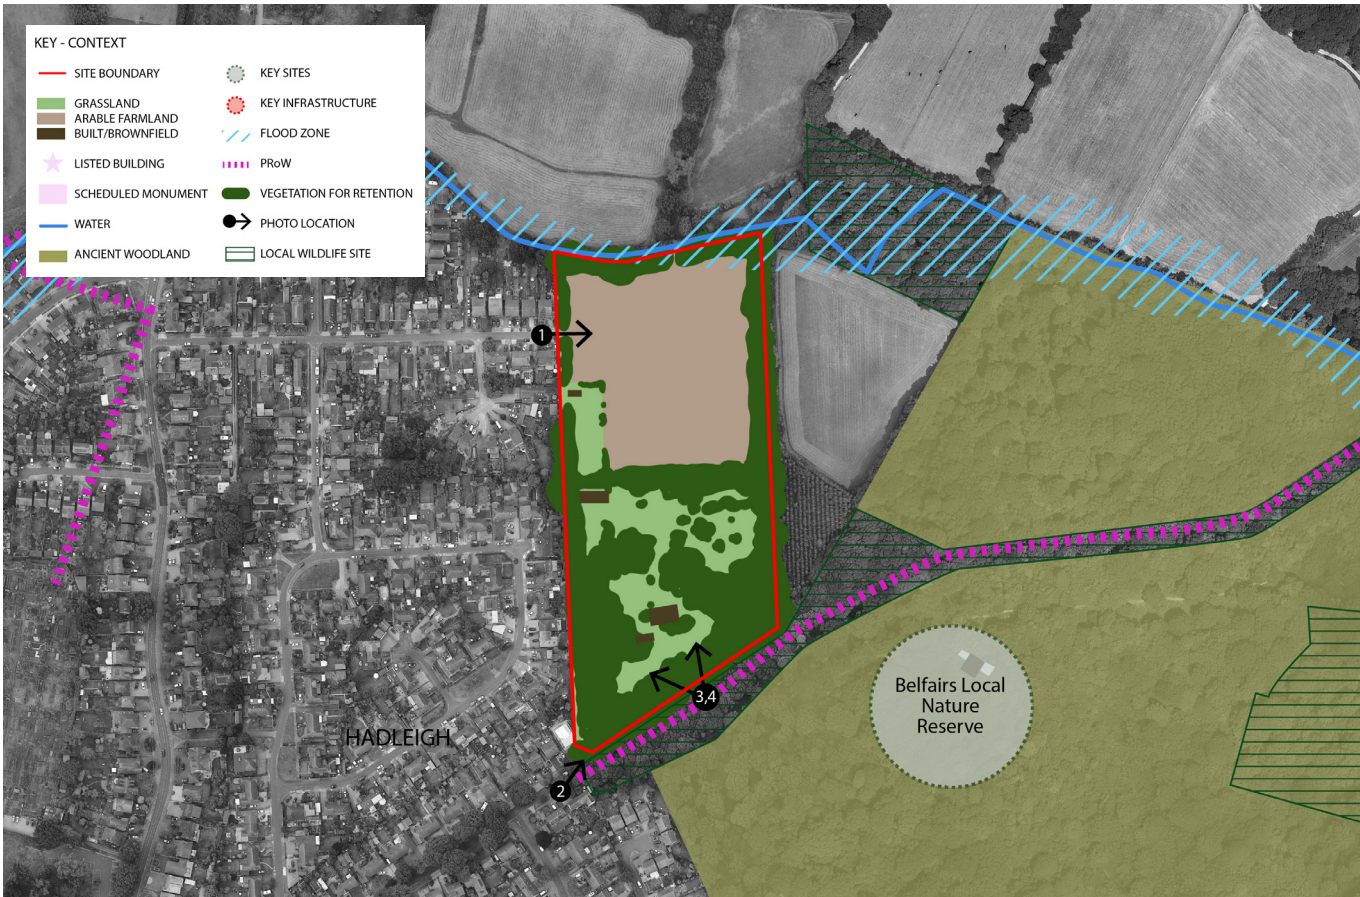 KEY - CONTEXT
SITE BOUNDARY
GRASSLAND
ARABLE FARMLAND
BUILT/BROWNFIELD
LISTED BUILDING
SCHEDULED MONUMENT
WATER
ANCIENT WOODLAND
KEY SITES
KEY INFRASTRUCTURE
FLOOD ZONE
PRoW
VEGETATION FOR RETENTION
PHOTO LOCATION
LOCAL WILDLIFE SITE
1
3,4
2
HADLEIGH
Belfairs Local
Nature
Reserve